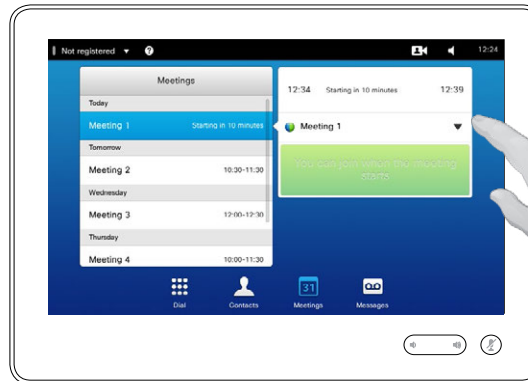 Not registered
12:24
Meetings
Today
Meeting 1 Starting in 10 minutes
Tomorrow
Meeting 2 10:30-11:30
Wednesday
Meeting 3 12:00-12:30
Thursday
Meeting 4 10:00-11:30
12:34 Starting in 10 minutes 12:39
Meeting 1
You can join when the meeting
starts
31
Dial Contacts Meetings Messages